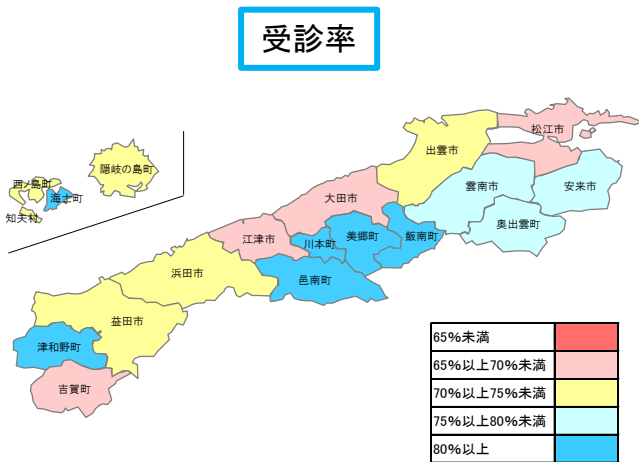 受診率
松江市
出雲市
隠岐の島町
西ノ島町
海士町
知夫村
雲南市
安来市
大田市
奥出雲町
飯南町
美郷町
川本町
江津市
邑南町
浜田市
益田市
津和野町
吉賀町
65%未満
65%以上70%未満
70%以上75%未満
75%以上80%未満
80%以上